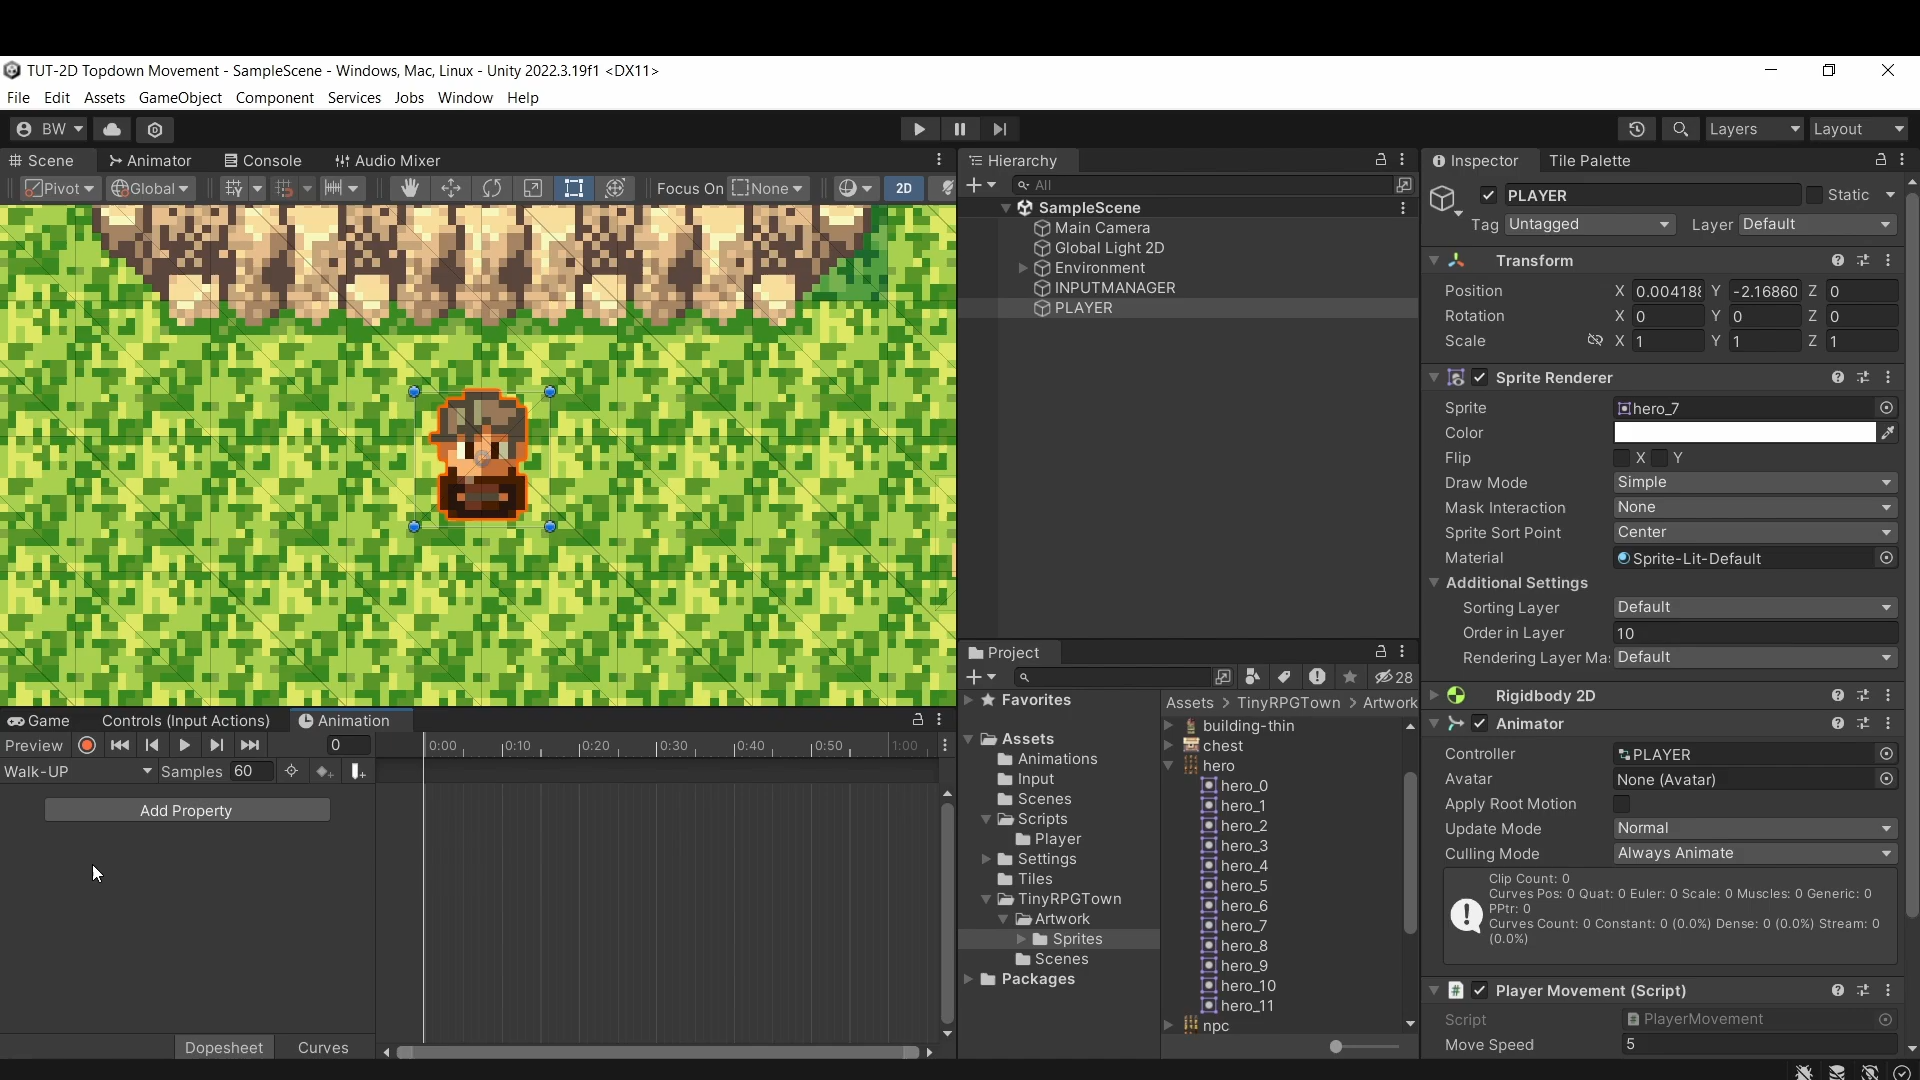 TUT-2D Topdown Movement - SampleScene - Windows, Mac, Linux - Unity 2022.3.19f1 <DX11>
File Edit Assets GameObject Component Services Jobs Window Help
BW Layers Layout
Scene Animator Console Audio Mixer
Pivot Global Focus On None 2D
Hierarchy
All
SampleScene
Main Camera
Global Light 2D
Environment
INPUTMANAGER
PLAYER
Game Controls (Input Actions) Animation
Preview 0 0:00 0:10 0:20 0:30 0:40 0:50 1:00
Walk-UP Samples 60
Add Property
Dopesheet Curves
Project
28
Favorites
Assets
Animations
Input
Scenes
Scripts
Player
Settings
Tiles
TinyRPGTown
Artwork
Sprites
Scenes
Packages
Assets > TinyRPGTown > Artwork
building-thin
chest
hero
hero_0
hero_1
hero_2
hero_3
hero_4
hero_5
hero_6
hero_7
hero_8
hero_9
hero_10
hero_11
npc
Inspector Tile Palette
PLAYER Static
Tag Untagged Layer Default
Transform
Position X 0.004188 Y -2.16860 Z 0
Rotation X 0 Y 0 Z 0
Scale X 1 Y 1 Z 1
Sprite Renderer
Sprite hero_7
Color
Flip X Y
Draw Mode Simple
Mask Interaction None
Sprite Sort Point Center
Material Sprite-Lit-Default
Additional Settings
Sorting Layer Default
Order in Layer 10
Rendering Layer Ma: Default
Rigidbody 2D
Animator
Controller PLAYER
Avatar None (Avatar)
Apply Root Motion
Update Mode Normal
Culling Mode Always Animate
Clip Count: 0
Curves Pos: 0 Quat: 0 Euler: 0 Scale: 0 Muscles: 0 Generic: 0
PPtr: 0
Curves Count: 0 Constant: 0 (0.0%) Dense: 0 (0.0%) Stream: 0
(0.0%)
Player Movement (Script)
Script PlayerMovement
Move Speed 5